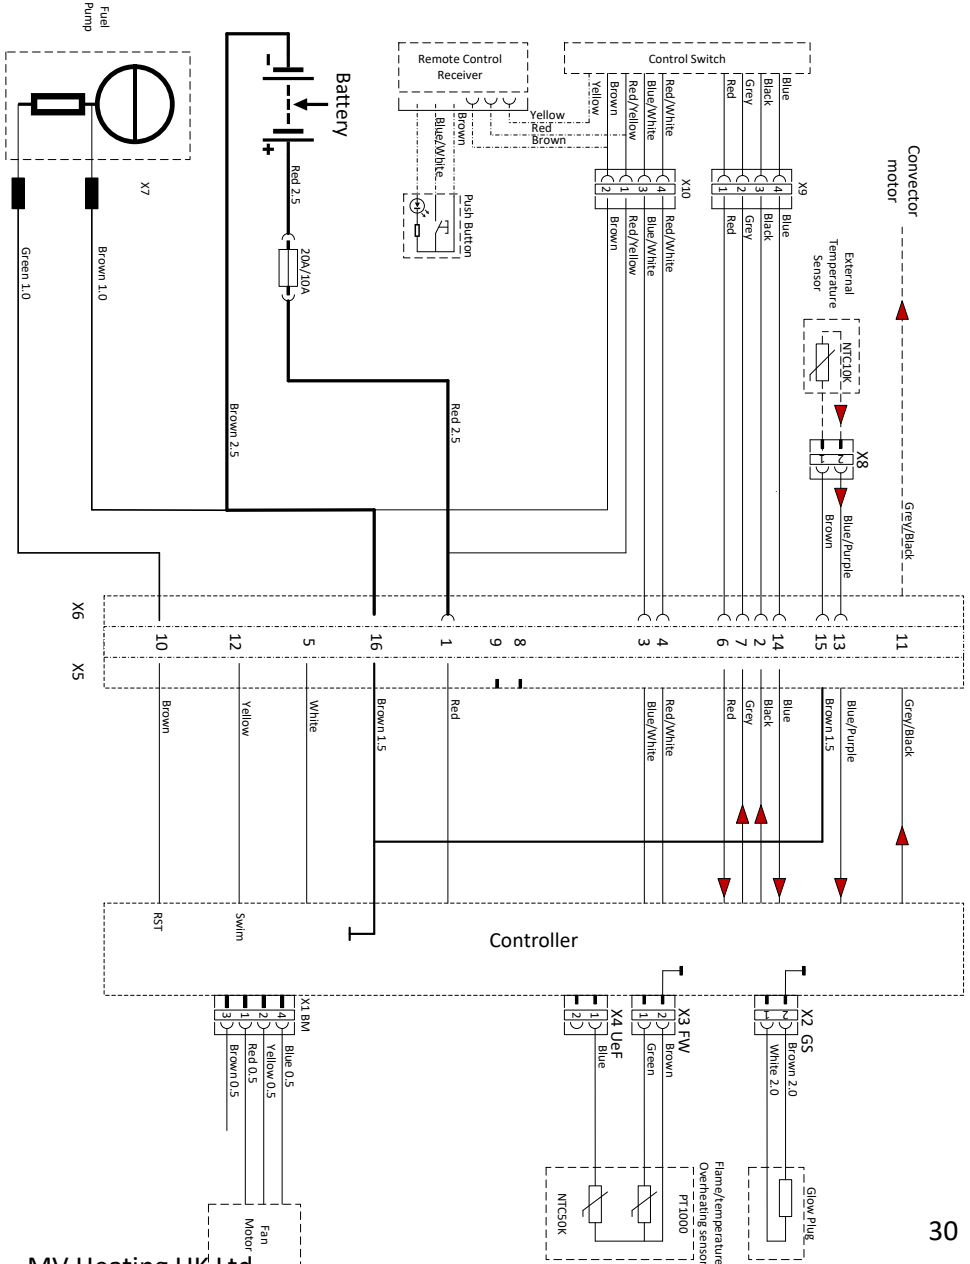 Fuel
Pump
X7
Green 1.0
Brown 1.0
Battery
-
+
Red 2.5
20A/10A
Brown 2.5
Red 2.5
Remote Control
Receiver
Brown
Blue/White
Yellow
Red
Brown
Push Button
Control Switch
Yellow
Brown
Red/Yellow
Blue/White
Red/White
Red
Grey
Black
Blue
X10
2 1 3 4
X9
1 2 3 4
Brown
Red/Yellow
Blue/White
Red/White
Red
Grey
Black
Blue
Convector
motor
External
Temperature
Sensor
NTC10K
X8
1 2
Brown
Blue/Purple
Grey/Black
X6
10 12 5 16 1 9 8 3 4 6 7 2 14 15 13 11
X5
Brown
Yellow
White
Brown 1.5
Red
Blue/White
Red/White
Red
Grey
Black
Blue
Brown 1.5
Blue/Purple
Grey/Black
RST
Swim
Controller
X1 BM
3 1 2 4
Brown 0.5
Red 0.5
Yellow 0.5
Blue 0.5
Fan
Motor
X4 UeF
2 1
Blue
X3 FW
1 2
Green
Brown
X2 GS
1 2
White 2.0
Brown 2.0
NTC50K
PT1000
Flame/temperature
Overheating sensor
Glow Plug
30
MV Heating UK Ltd